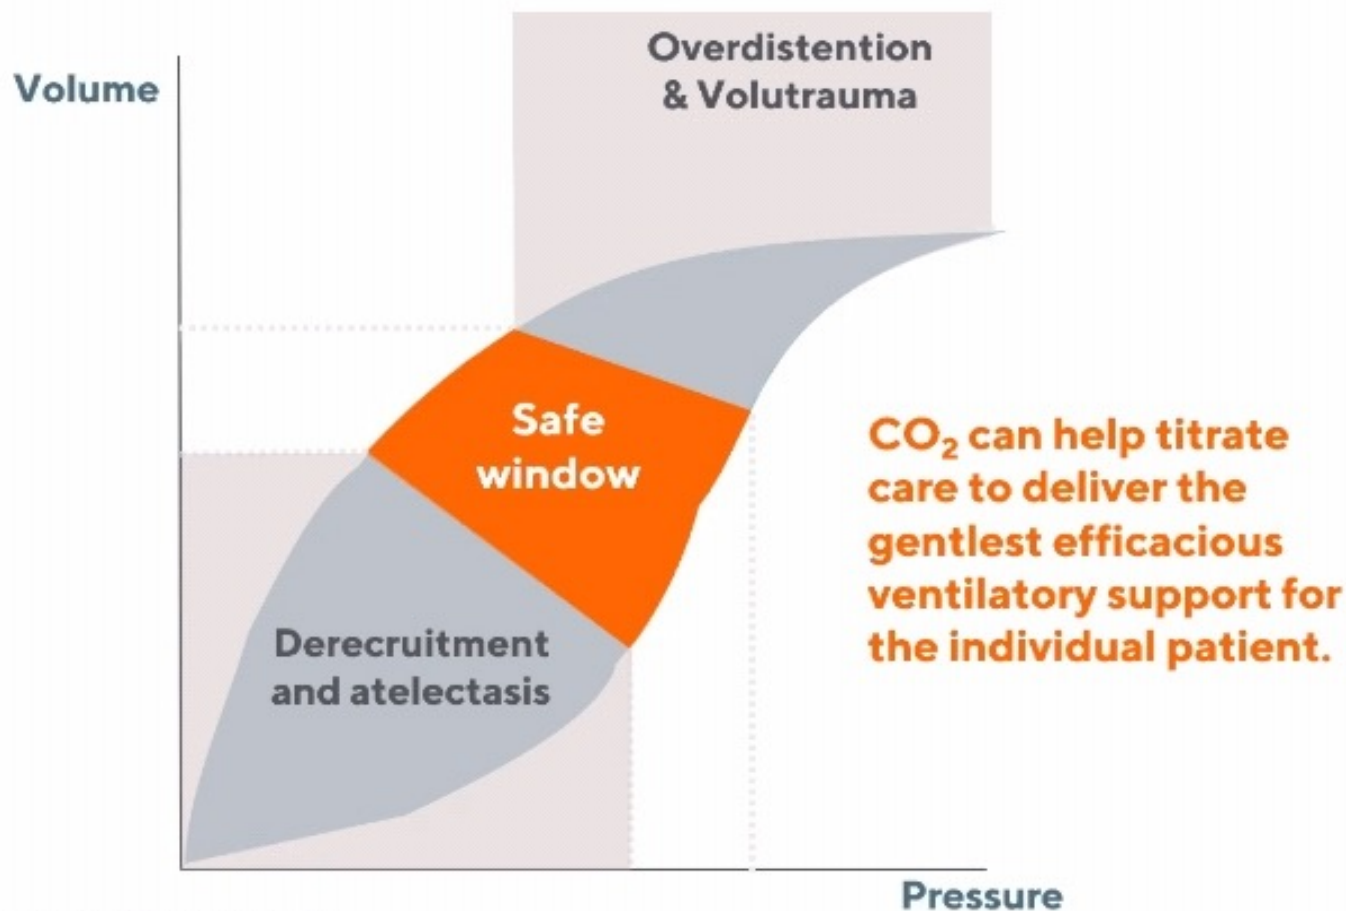 Overdistention
& Volutrauma
Volume
Safe
window
CO₂ can help titrate
care to deliver the
gentlest efficacious
ventilatory support for
the individual patient.
Derecruitment
and atelectasis
Pressure